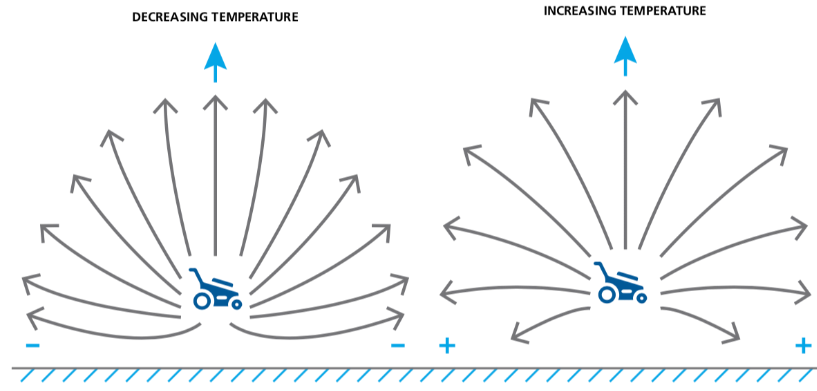 DECREASING TEMPERATURE
INCREASING TEMPERATURE
− − + +